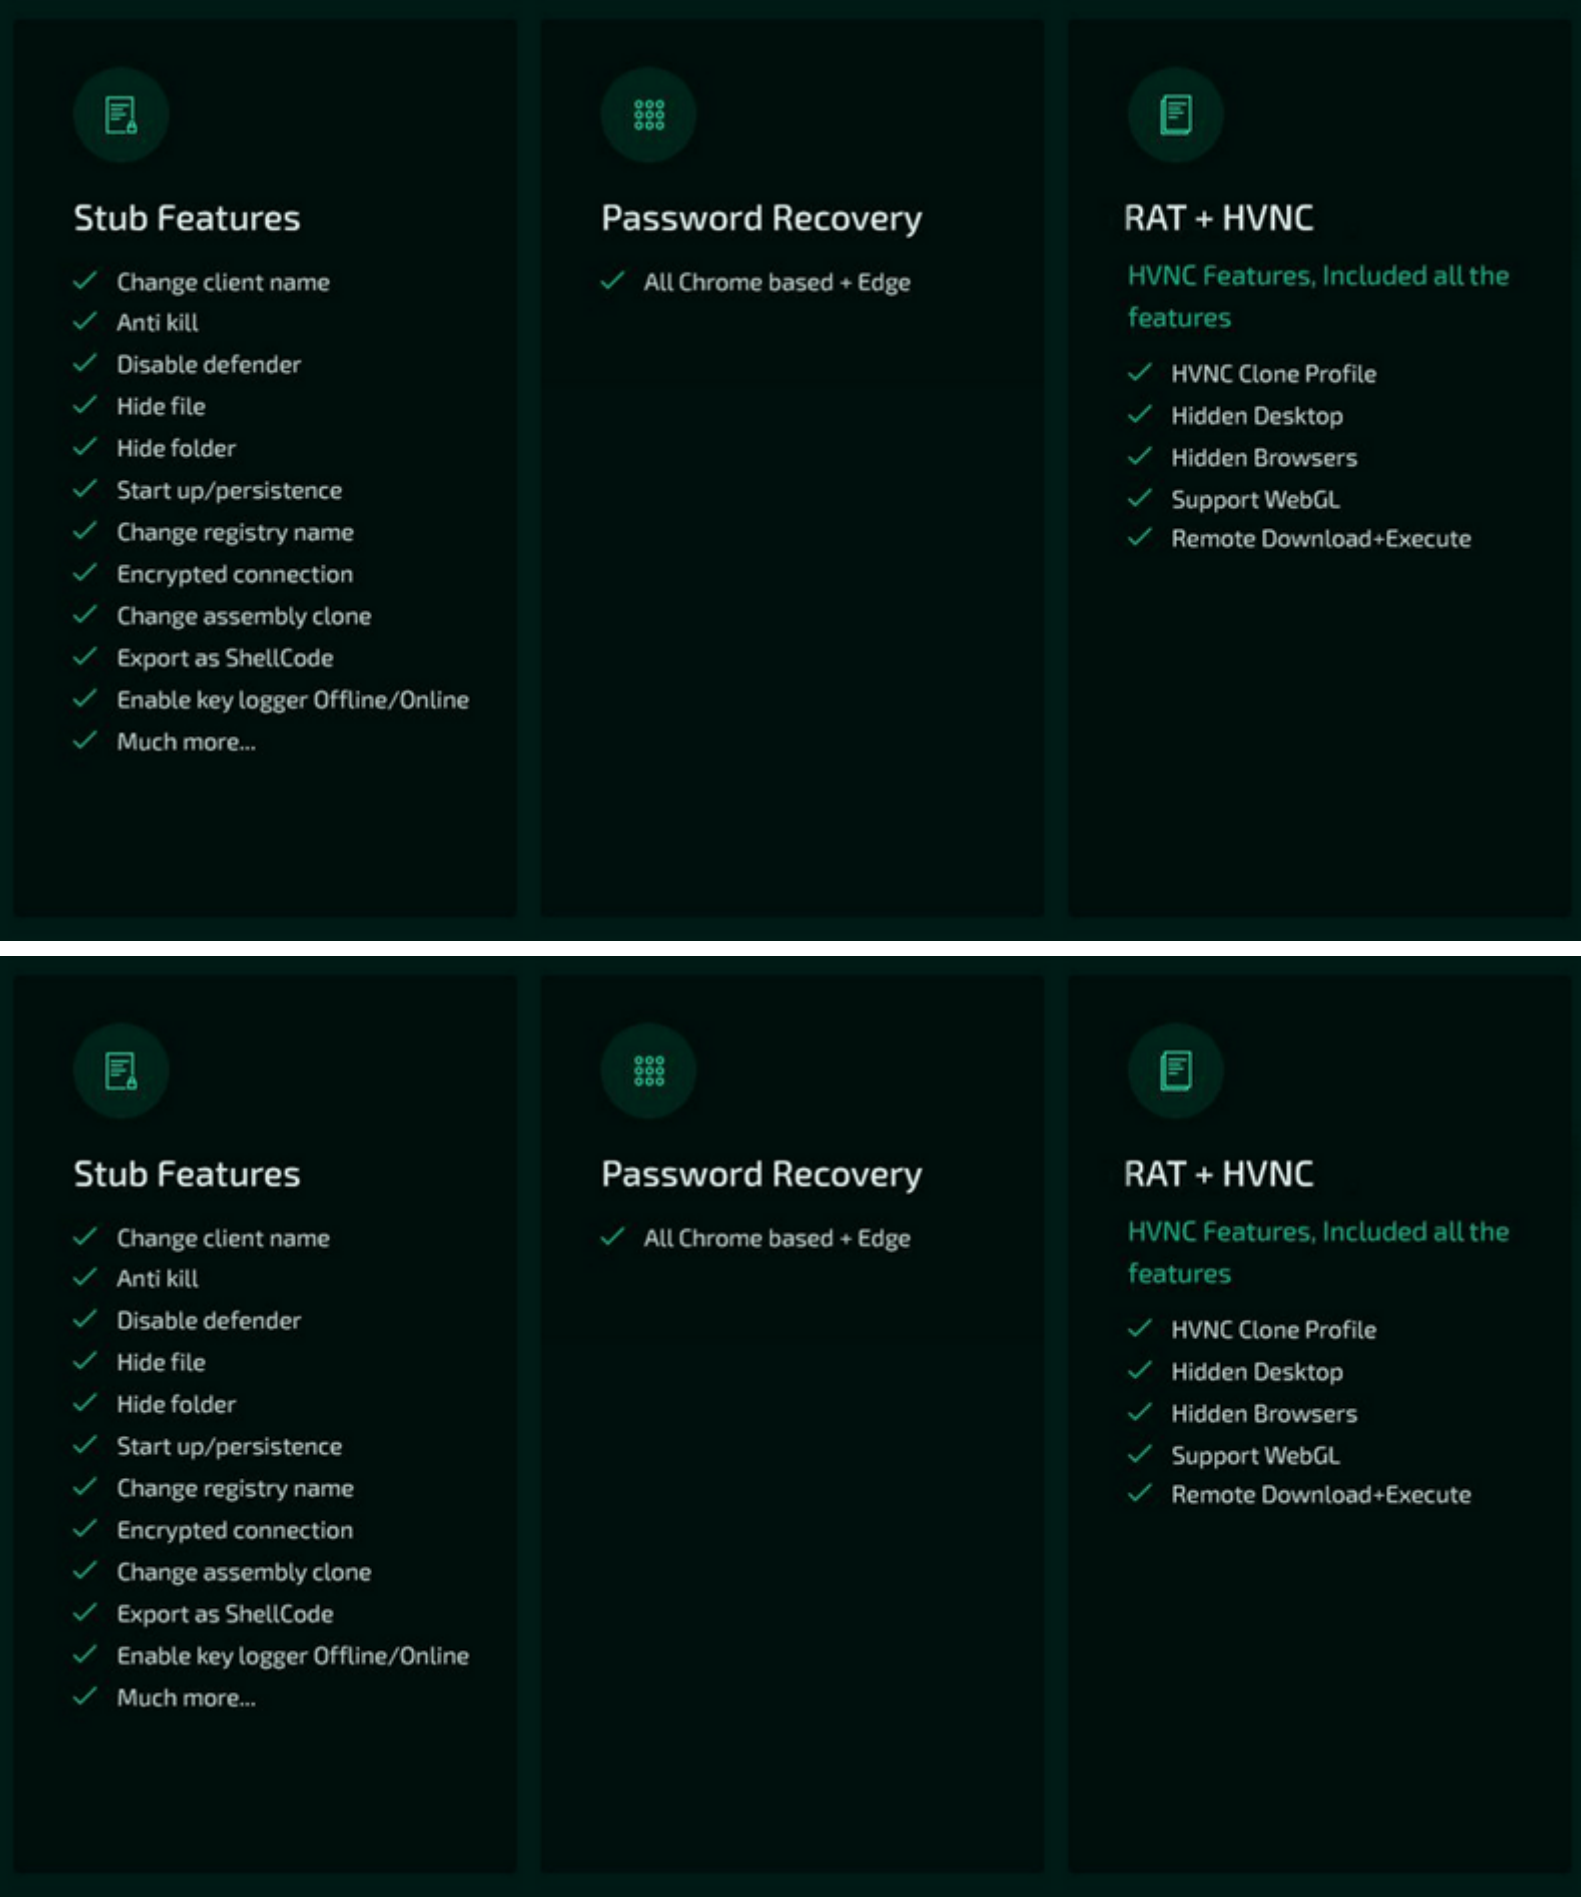 Stub Features
Change client name
Anti kill
Disable defender
Hide file
Hide folder
Start up/persistence
Change registry name
Encrypted connection
Change assembly clone
Export as ShellCode
Enable key logger Offline/Online
Much more...
Password Recovery
All Chrome based + Edge
RAT + HVNC
HVNC Features, Included all the
features
HVNC Clone Profile
Hidden Desktop
Hidden Browsers
Support WebGL
Remote Download+Execute
Stub Features
Change client name
Anti kill
Disable defender
Hide file
Hide folder
Start up/persistence
Change registry name
Encrypted connection
Change assembly clone
Export as ShellCode
Enable key logger Offline/Online
Much more...
Password Recovery
All Chrome based + Edge
RAT + HVNC
HVNC Features, Included all the
features
HVNC Clone Profile
Hidden Desktop
Hidden Browsers
Support WebGL
Remote Download+Execute